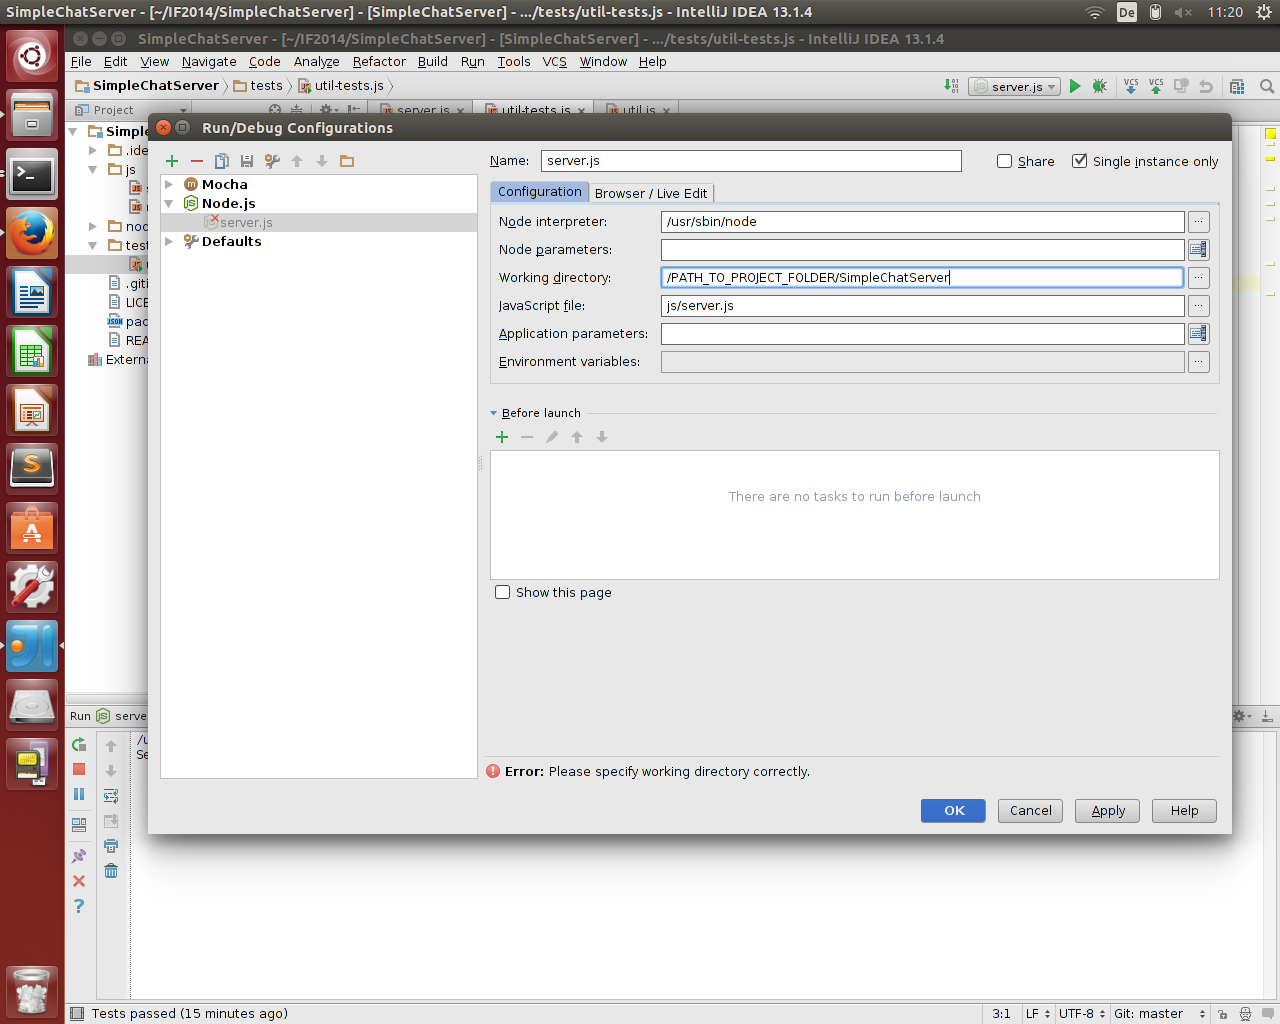 SimpleChatServer - [~/IF2014/SimpleChatServer] - [SimpleChatServer] - .../tests/util-tests.js - IntelliJ IDEA 13.1.4
De
11:20
SimpleChatServer - [~/IF2014/SimpleChatServer] - [SimpleChatServer] - .../tests/util-tests.js - IntelliJ IDEA 13.1.4
File Edit View Navigate Code Analyze Refactor Build Run Tools VCS Window Help
SimpleChatServer tests util-tests.js
server.js
VCS VCS
Project
server.js util-tests.js util.js
Simple
.ide
js
nod
test
.giti
LICE
pac
REA
Externa
Run/Debug Configurations
Mocha
Node.js
server.js
Defaults
Name: server.js
Share
Single instance only
Configuration
Browser / Live Edit
Node interpreter: /usr/sbin/node
Node parameters:
Working directory: /PATH_TO_PROJECT_FOLDER/SimpleChatServer
JavaScript file: js/server.js
Application parameters:
Environment variables:
Before launch
There are no tasks to run before launch
Show this page
Error: Please specify working directory correctly.
OK Cancel Apply Help
Run serve
/u
Se
Tests passed (15 minutes ago)
3:1 LF UTF-8 Git: master